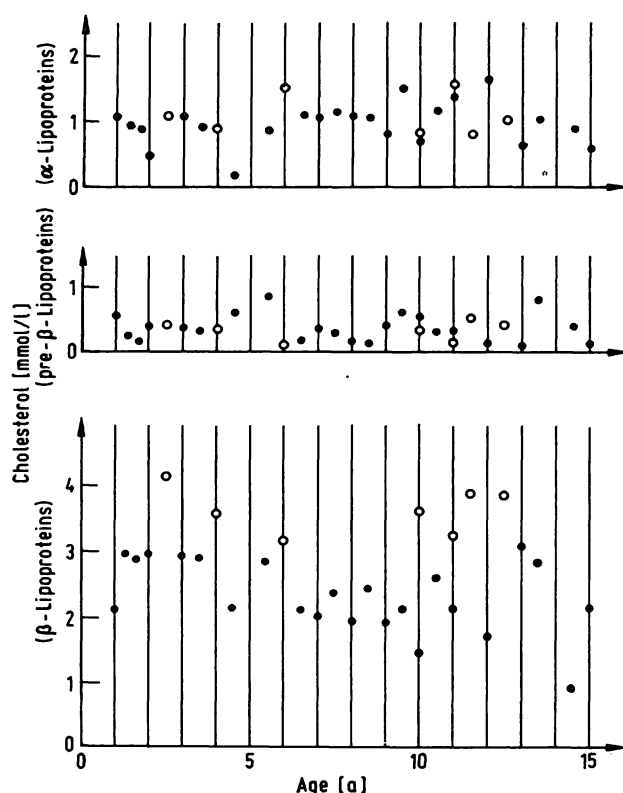 2
1
0
(α-Lipoproteins)
1
0
(pre-β-Lipoproteins)
Cholesterol [mmol/l]
4
3
2
1
0
(β-Lipoproteins)
0 5 10 15
Age [a]